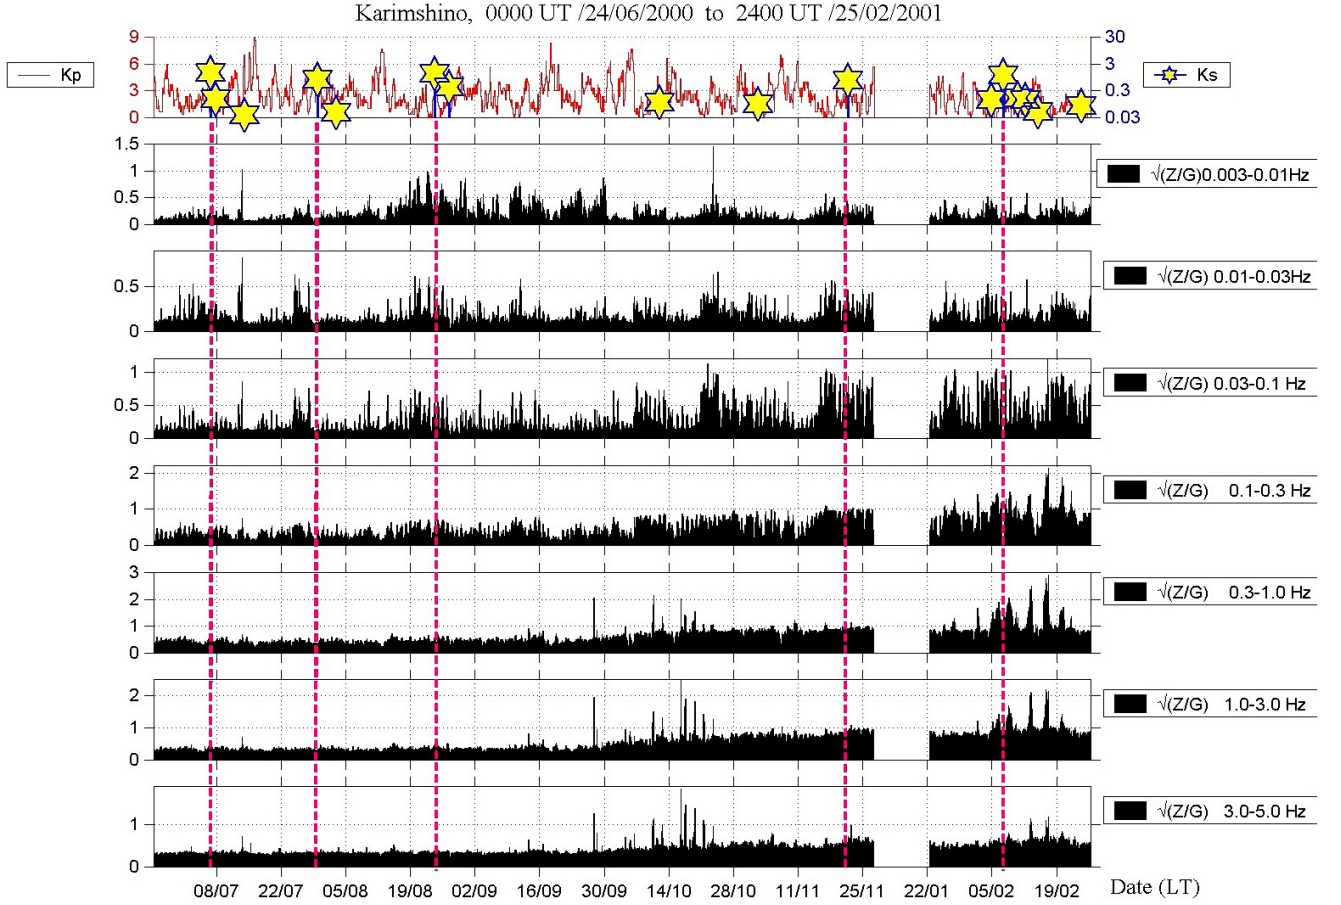 Karimshino, 0000 UT /24/06/2000 to 2400 UT /25/02/2001
Kp
9
6
3
0
30
3
0.3
0.03
Ks
1.5
1
0.5
0
√(Z/G)0.003-0.01Hz
0.5
0
√(Z/G) 0.01-0.03Hz
1
0.5
0
√(Z/G) 0.03-0.1 Hz
2
1
0
√(Z/G) 0.1-0.3 Hz
3
2
1
0
√(Z/G) 0.3-1.0 Hz
2
1
0
√(Z/G) 1.0-3.0 Hz
1
0
√(Z/G) 3.0-5.0 Hz
08/07 22/07 05/08 19/08 02/09 16/09 30/09 14/10 28/10 11/11 25/11 22/01 05/02 19/02 Date (LT)